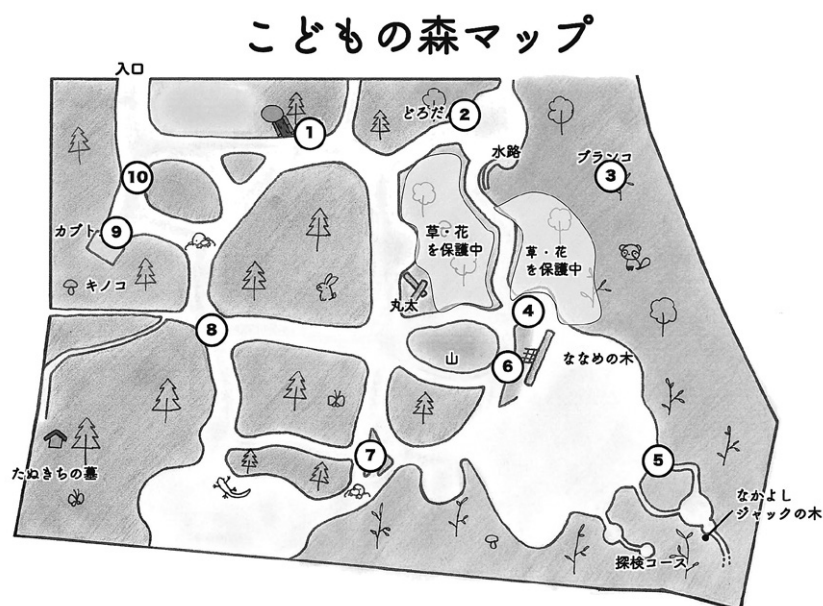 こどもの森マップ
入口
1
どろだ
2
水路
ブランコ
3
10
カブト
9
草・花
を保護中
草・花
を保護中
キノコ
丸太
4
8
山
6
ななめの木
7
5
たぬきちの墓
なかよし
ジャックの木
探検コース